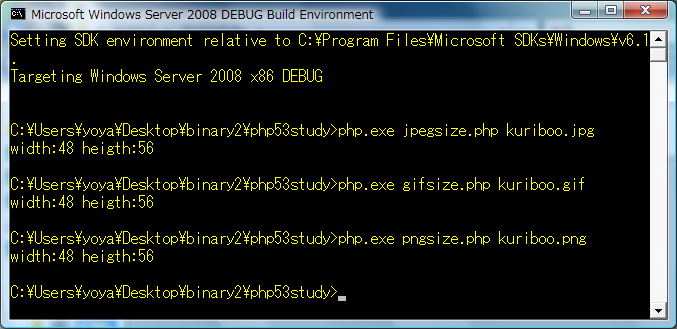 Microsoft Windows Server 2008 DEBUG Build Environment
Setting SDK environment relative to C:¥Program Files¥Microsoft SDKs¥Windows¥v6.1
.
Targeting Windows Server 2008 x86 DEBUG
C:¥Users¥yoya¥Desktop¥binary2¥php53study>php.exe jpegsize.php kuriboo.jpg
width:48 heigth:56
C:¥Users¥yoya¥Desktop¥binary2¥php53study>php.exe gifsize.php kuriboo.gif
width:48 heigth:56
C:¥Users¥yoya¥Desktop¥binary2¥php53study>php.exe pngsize.php kuriboo.png
width:48 heigth:56
C:¥Users¥yoya¥Desktop¥binary2¥php53study>